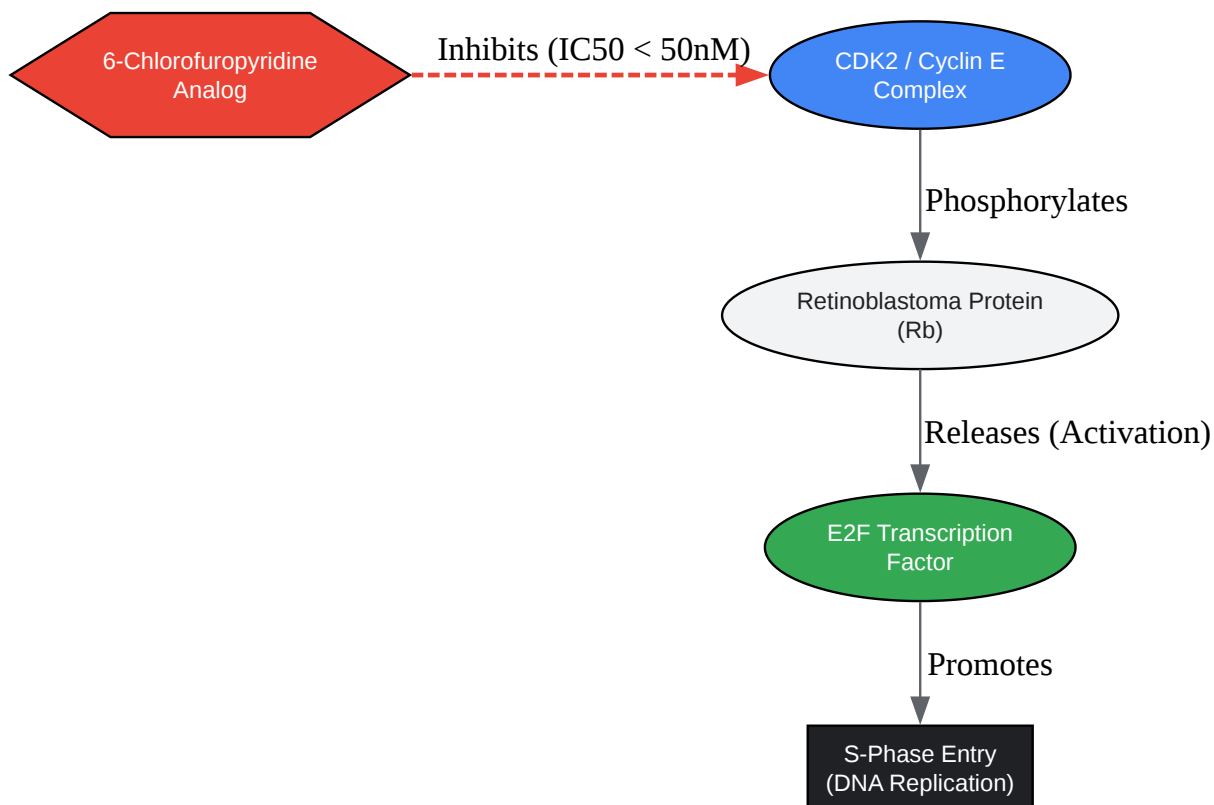 6-Chlorofuropyridine
Analog
Inhibits (IC50 < 50nM)
CDK2 / Cyclin E
Complex
Phosphorylates
Retinoblastoma Protein
(Rb)
Releases (Activation)
E2F Transcription
Factor
Promotes
S-Phase Entry
(DNA Replication)